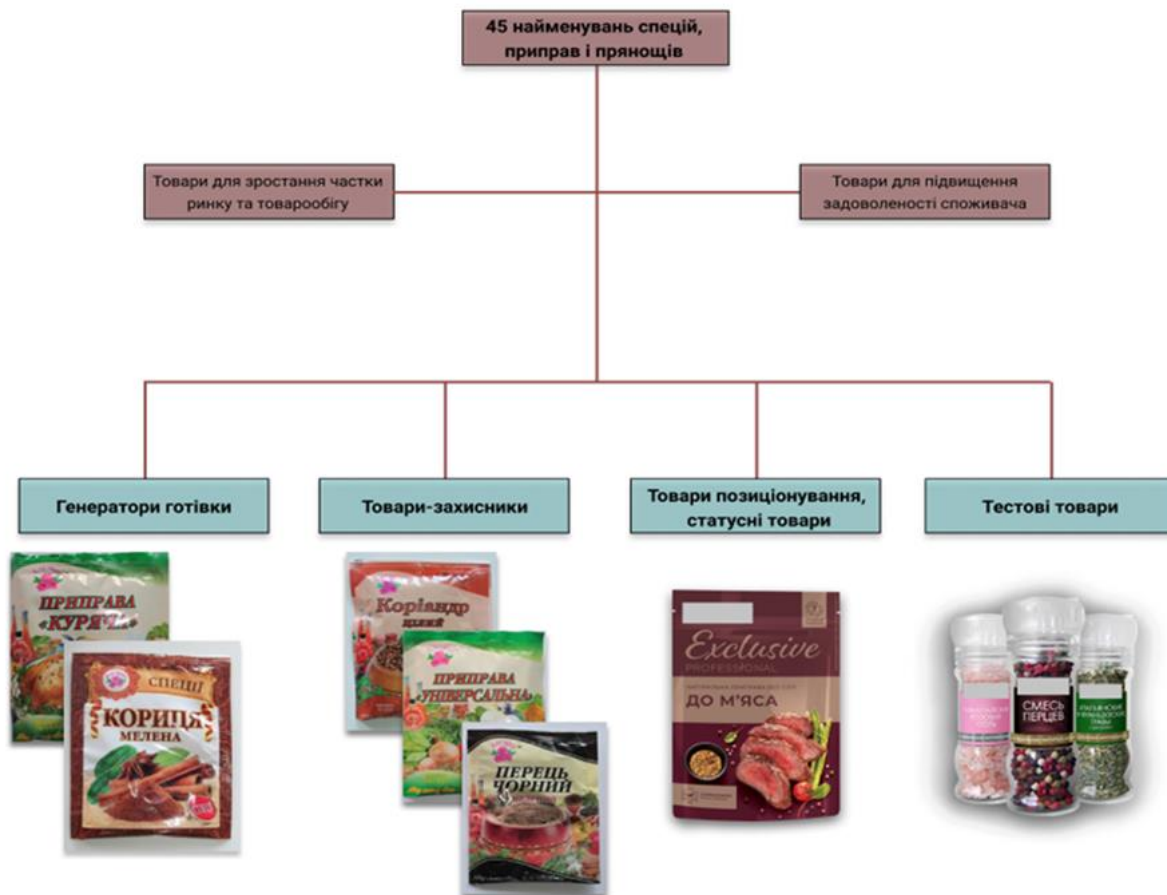 45 найменувань спецій,
приправ і прянощів
Товари для зростання частки
ринку та товарообігу
Товари для підвищення
задоволеності споживача
Генератори готівки
Товари-захисники
Товари позиціонування,
статусні товари
Тестові товари
ПРИПРАВА
«КУРЯЧА»
СПЕЦІЇ
КОРИЦЯ
МЕЛЕНА
Коріандр
цілий
ПРИПРАВА
«УНІВЕРСАЛЬНА»
ПЕРЕЦЬ
ЧОРНИЙ
Exclusive
PROFESSIONAL
ДО М'ЯСА
СМЕСЬ
ПЕРЦЕВ